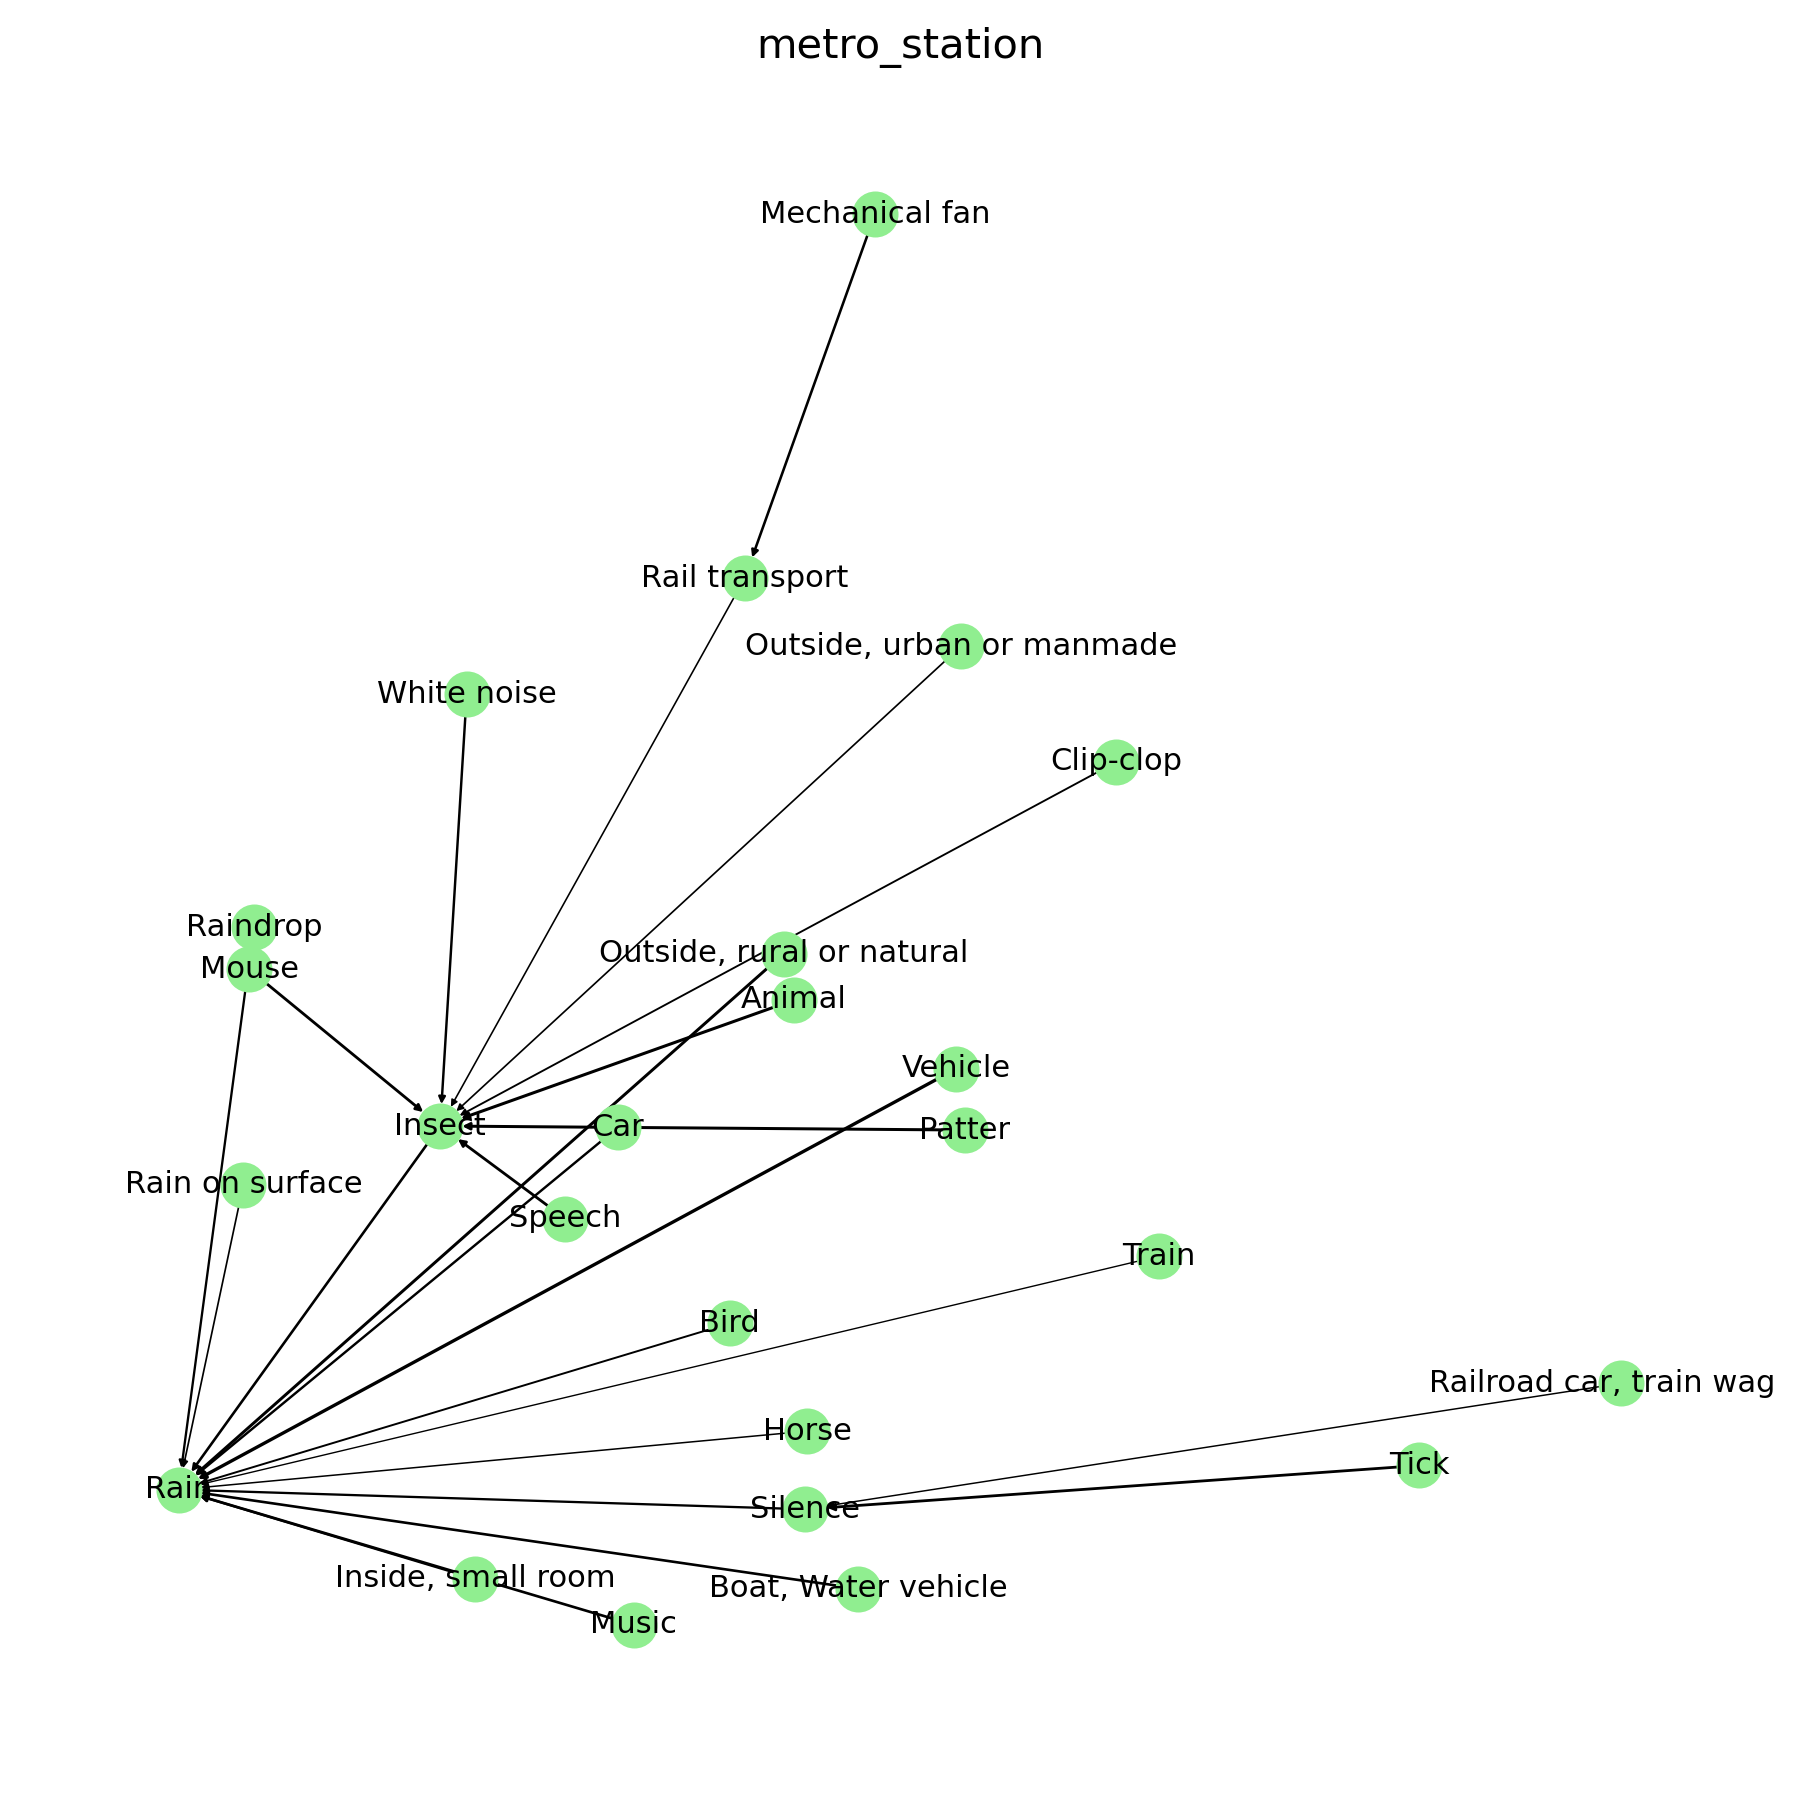 metro_station
Mechanical fan
Rail transport
Outside, urban or manmade
White noise
Clip-clop
Raindrop
Outside, rural or natural
Mouse
Animal
Vehicle
Insect
Car
Patter
Rain on surface
Speech
Train
Bird
Railroad car, train wag
Horse
Tick
Rain
Silence
Inside, small room
Boat, Water vehicle
Music